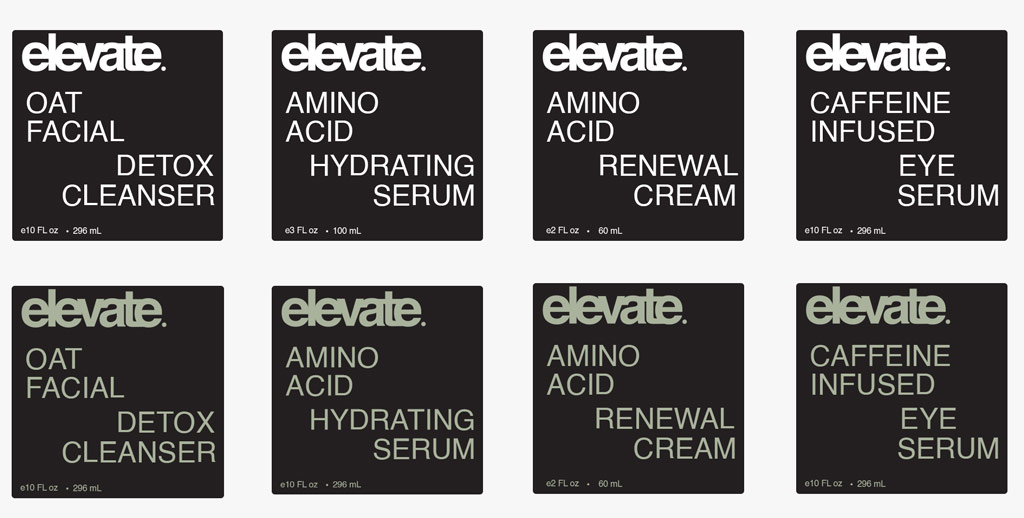 elevate.
OAT
FACIAL
DETOX
CLEANSER
e10 FL oz • 296 mL
elevate.
AMINO
ACID
HYDRATING
SERUM
e3 FL oz • 100 mL
elevate.
AMINO
ACID
RENEWAL
CREAM
e2 FL oz • 60 mL
elevate.
CAFFEINE
INFUSED
EYE
SERUM
e10 FL oz • 296 mL
elevate.
OAT
FACIAL
DETOX
CLEANSER
e10 FL oz • 296 mL
elevate.
AMINO
ACID
HYDRATING
SERUM
e10 FL oz • 296 mL
elevate.
AMINO
ACID
RENEWAL
CREAM
e2 FL oz • 60 mL
elevate.
CAFFEINE
INFUSED
EYE
SERUM
e10 FL oz • 296 mL